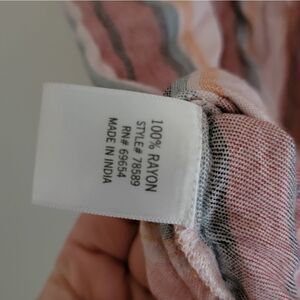 100% RAYON
STYLE# 78589
RN# 69654
MADE IN INDIA